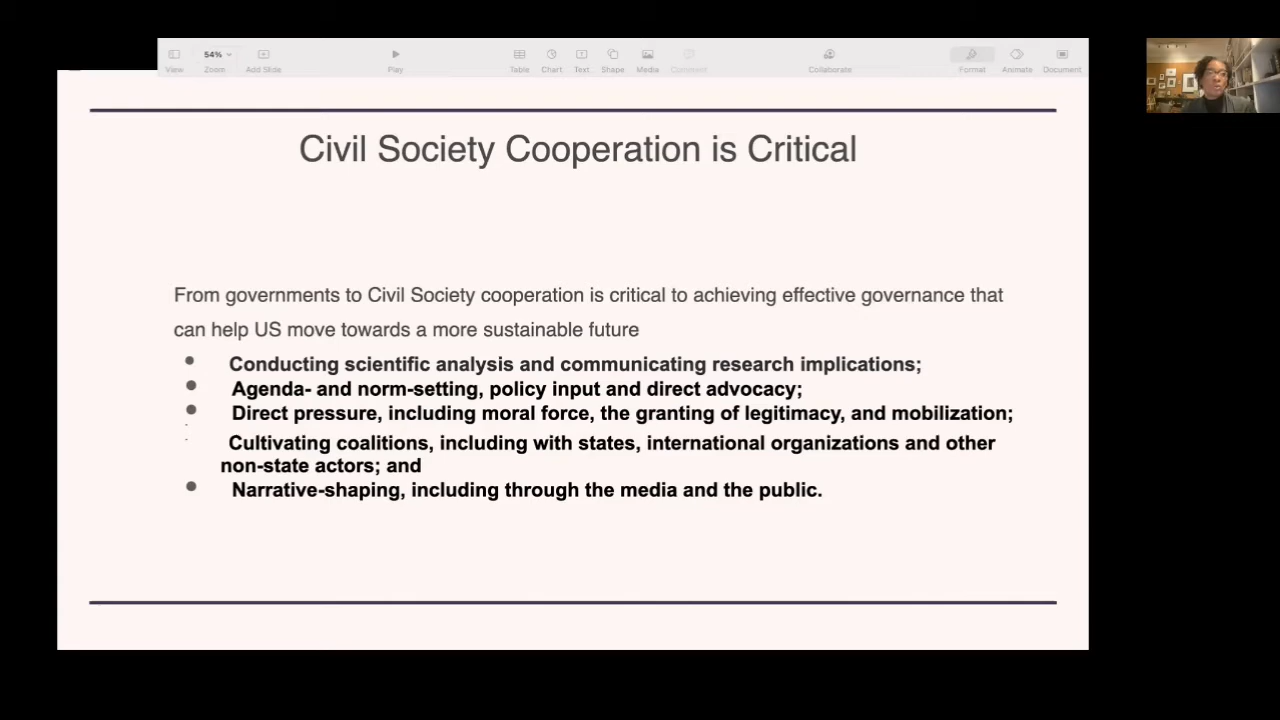 54%
View Zoom Add Slide Play Table Chart Text Shape Media Comment Collaborate Format Animate Document
Civil Society Cooperation is Critical
From governments to Civil Society cooperation is critical to achieving effective governance that
can help US move towards a more sustainable future
• Conducting scientific analysis and communicating research implications;
• Agenda- and norm-setting, policy input and direct advocacy;
• Direct pressure, including moral force, the granting of legitimacy, and mobilization;
Cultivating coalitions, including with states, international organizations and other
non-state actors; and
• Narrative-shaping, including through the media and the public.